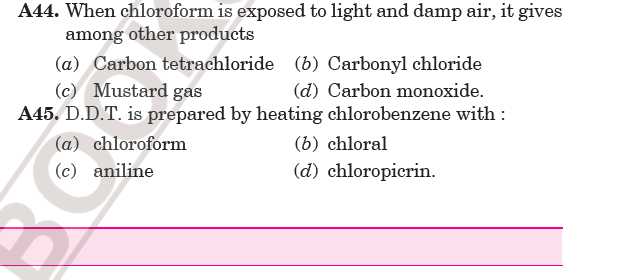 A44. When chloroform is exposed to light and damp air, it gives
among other products
(a) Carbon tetrachloride (b) Carbonyl chloride
(c) Mustard gas (d) Carbon monoxide.
A45. D.D.T. is prepared by heating chlorobenzene with :
(a) chloroform (b) chloral
(c) aniline (d) chloropicrin.
BOOK